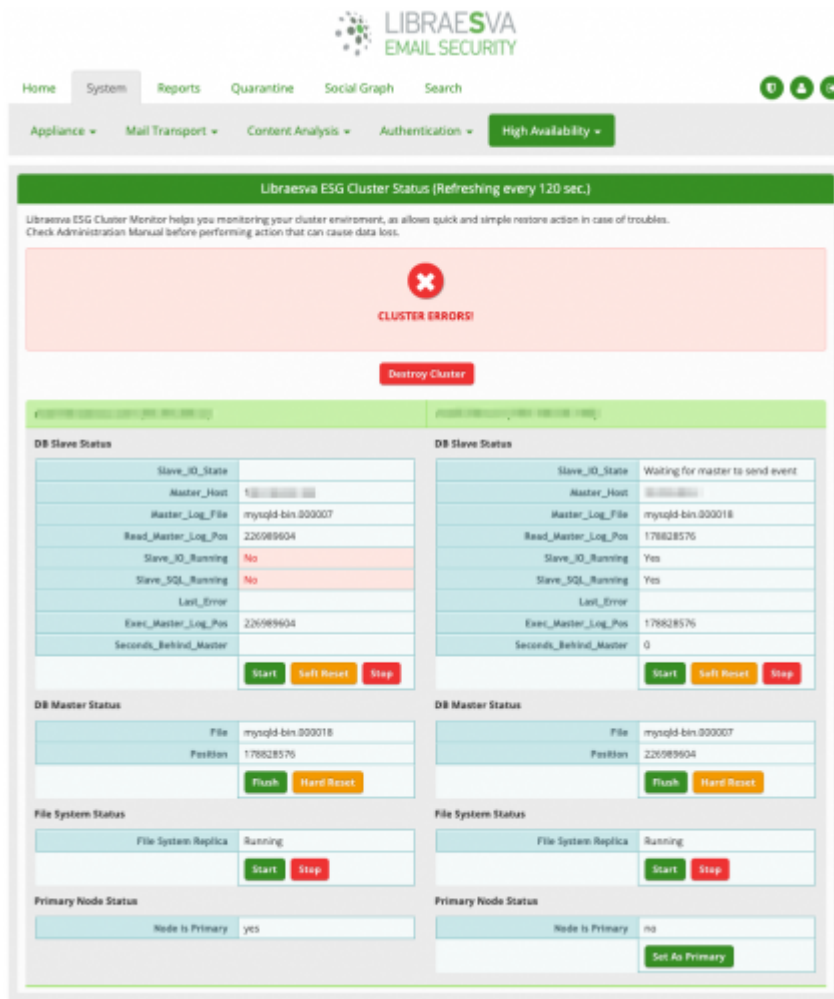 LIBRAESVA
EMAIL SECURITY
Home System Reports Quarantine Social Graph Search
Appliance Mail Transport Content Analysis Authentication High Availability
Libraesva ESG Cluster Status (Refreshing every 120 sec.)
Libraesva ESG Cluster Monitor helps you monitoring your cluster enviroment, as allows quick and simple restore action in case of troubles.
Check Administration Manual before performing action that can cause data loss.
CLUSTER ERRORS!
Destroy Cluster
DB Slave Status
Slave_IO_State
Master_Host
Master_Log_File mysqld-bin.000007
Read_Master_Log_Pos 226989604
Slave_IO_Running No
Slave_SQL_Running No
Last_Error
Exec_Master_Log_Pos 226989604
Seconds_Behind_Master
Start Soft Reset Stop
DB Master Status
File mysqld-bin.000018
Position 178828576
Flush Hard Reset
File System Status
File System Replica Running
Start Stop
Primary Node Status
Node Is Primary yes
DB Slave Status
Slave_IO_State Waiting for master to send event
Master_Host
Master_Log_File mysqld-bin.000018
Read_Master_Log_Pos 178828576
Slave_IO_Running Yes
Slave_SQL_Running Yes
Last_Error
Exec_Master_Log_Pos 178828576
Seconds_Behind_Master 0
Start Soft Reset Stop
DB Master Status
File mysqld-bin.000007
Position 226989604
Flush Hard Reset
File System Status
File System Replica Running
Start Stop
Primary Node Status
Node Is Primary no
Set As Primary